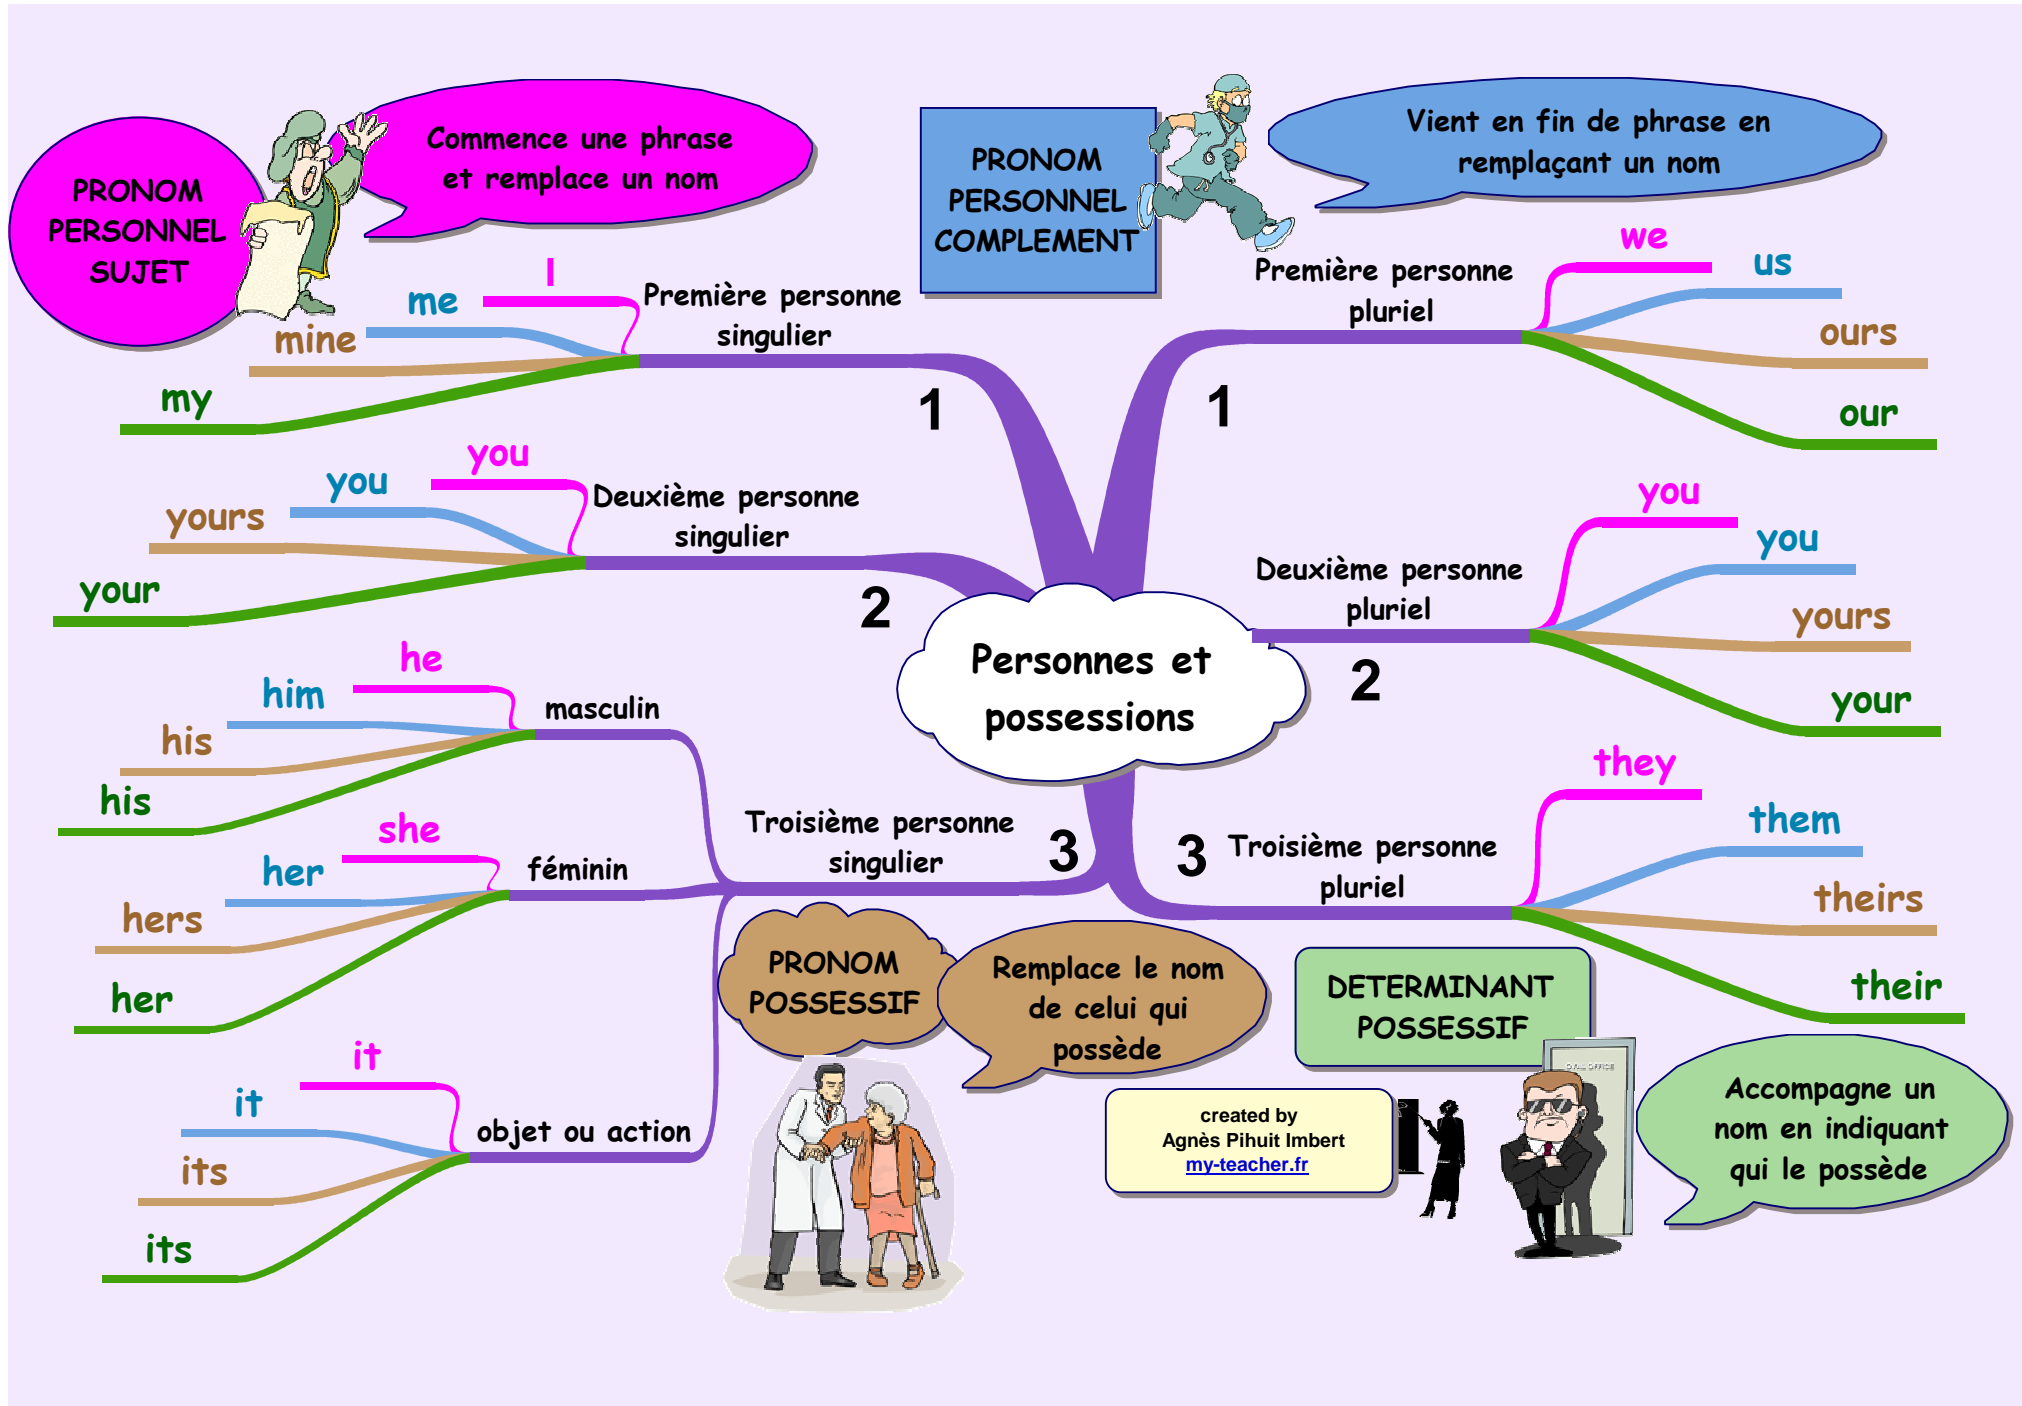 PRONOM
PERSONNEL
SUJET
Commence une phrase
et remplace un nom
PRONOM
PERSONNEL
COMPLEMENT
Vient en fin de phrase en
remplaçant un nom
Personnes et
possessions
1
Première personne
singulier
I
me
mine
my
2
Deuxième personne
singulier
you
you
yours
your
3
Troisième personne
singulier
masculin
he
him
his
his
féminin
she
her
hers
her
objet ou action
it
it
its
its
1
Première personne
pluriel
we
us
ours
our
2
Deuxième personne
pluriel
you
you
yours
your
3
Troisième personne
pluriel
they
them
theirs
their
PRONOM
POSSESSIF
Remplace le nom
de celui qui
possède
DETERMINANT
POSSESSIF
OVAL OFFICE
Accompagne un
nom en indiquant
qui le possède
created by
Agnès Pihuit Imbert
my-teacher.fr